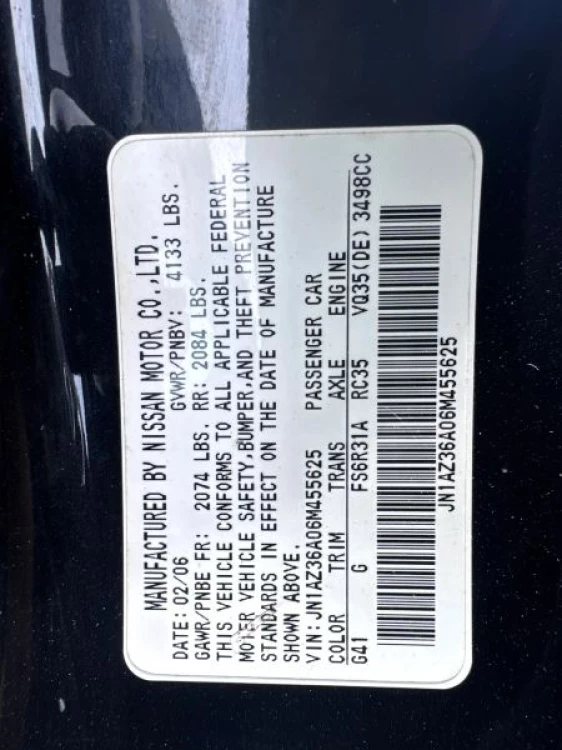 MANUFACTURED BY NISSAN MOTOR CO.,LTD.
DATE: 02/06 GVWR/PNBV: 4133 LBS.
GAWR/PNBE FR: 2074 LBS. RR: 2084 LBS.
THIS VEHICLE CONFORMS TO ALL APPLICABLE FEDERAL
MOTOR VEHICLE SAFETY,BUMPER,AND THEFT PREVENTION
STANDARDS IN EFFECT ON THE DATE OF MANUFACTURE
SHOWN ABOVE.
VIN:JN1AZ36A06M455625 PASSENGER CAR
COLOR TRIM TRANS AXLE ENGINE
G41 G FS6R31A RC35 VQ35(DE) 3498CC
JN1AZ36A06M455625